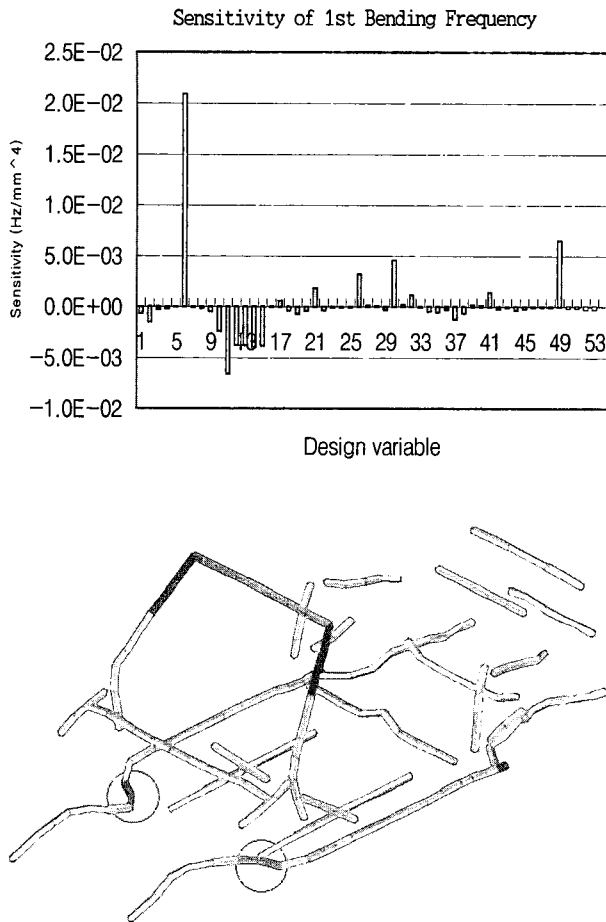 Sensitivity of 1st Bending Frequency
2.5E-02
2.0E-02
1.5E-02
1.0E-02
5.0E-03
0.0E+00
-5.0E-03
-1.0E-02
Sensitivity (Hz/mm^4)
1 5 9 17 21 25 29 33 37 41 45 49 53
Design variable